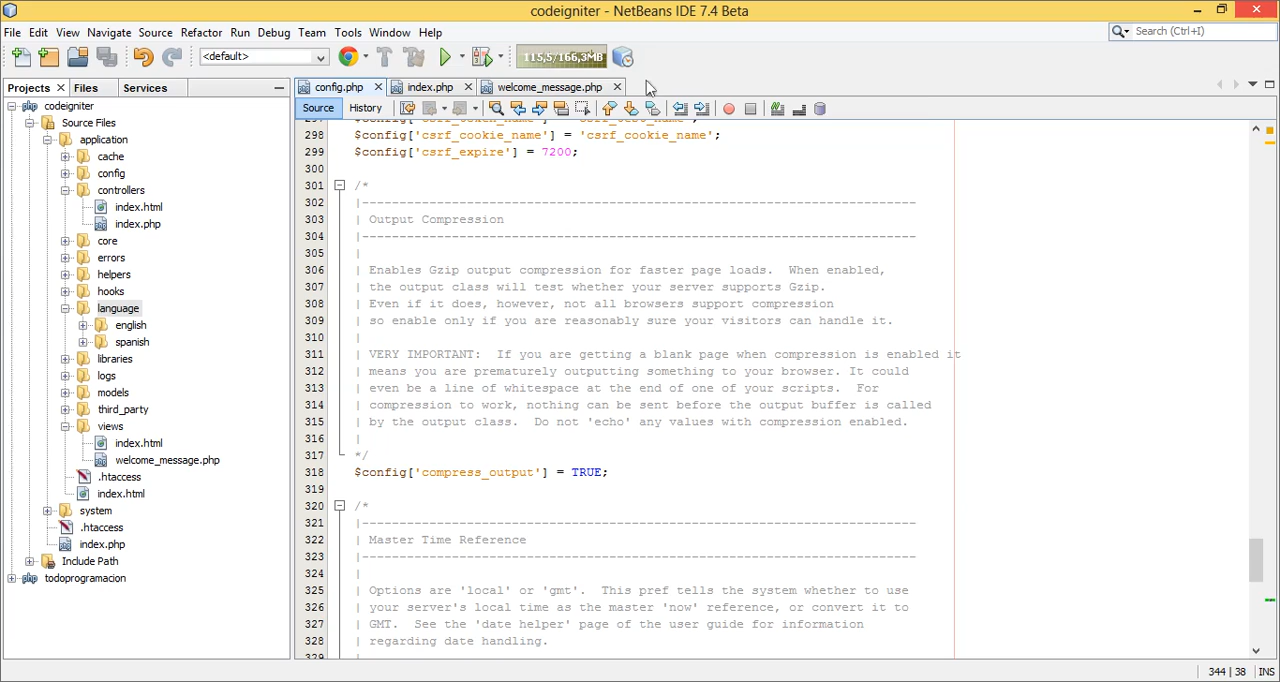 codeigniter - NetBeans IDE 7.4 Beta
File Edit View Navigate Source Refactor Run Debug Team Tools Window Help
Search (Ctrl+I)
<default>
115,5/166,3MB
Projects Files Services
config.php index.php welcome_message.php
Source History
codeigniter
Source Files
application
cache
config
controllers
index.html
index.php
core
errors
helpers
hooks
language
english
spanish
libraries
logs
models
third_party
views
index.html
welcome_message.php
.htaccess
index.html
system
.htaccess
index.php
Include Path
todoprogramacion
298 $config['csrf_cookie_name'] = 'csrf_cookie_name';
299 $config['csrf_expire'] = 7200;
300
301 /*
302 |--------------------------------------------------------------------------
303 | Output Compression
304 |--------------------------------------------------------------------------
305 |
306 | Enables Gzip output compression for faster page loads.  When enabled,
307 | the output class will test whether your server supports Gzip.
308 | Even if it does, however, not all browsers support compression
309 | so enable only if you are reasonably sure your visitors can handle it.
310 |
311 | VERY IMPORTANT:  If you are getting a blank page when compression is enabled it
312 | means you are prematurely outputting something to your browser. It could
313 | even be a line of whitespace at the end of one of your scripts.  For
314 | compression to work, nothing can be sent before the output buffer is called
315 | by the output class.  Do not 'echo' any values with compression enabled.
316 |
317 */
318 $config['compress_output'] = TRUE;
319
320 /*
321 |--------------------------------------------------------------------------
322 | Master Time Reference
323 |--------------------------------------------------------------------------
324 |
325 | Options are 'local' or 'gmt'.  This pref tells the system whether to use
326 | your server's local time as the master 'now' reference, or convert it to
327 | GMT.  See the 'date helper' page of the user guide for information
328 | regarding date handling.
329 |
344 | 38 INS